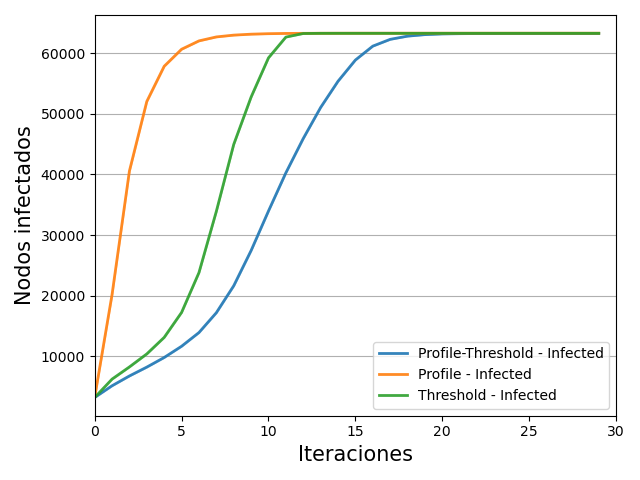 60000
50000
40000
30000
20000
10000
Nodos infectados
0 5 10 15 20 25 30
Iteraciones
Profile-Threshold - Infected
Profile - Infected
Threshold - Infected